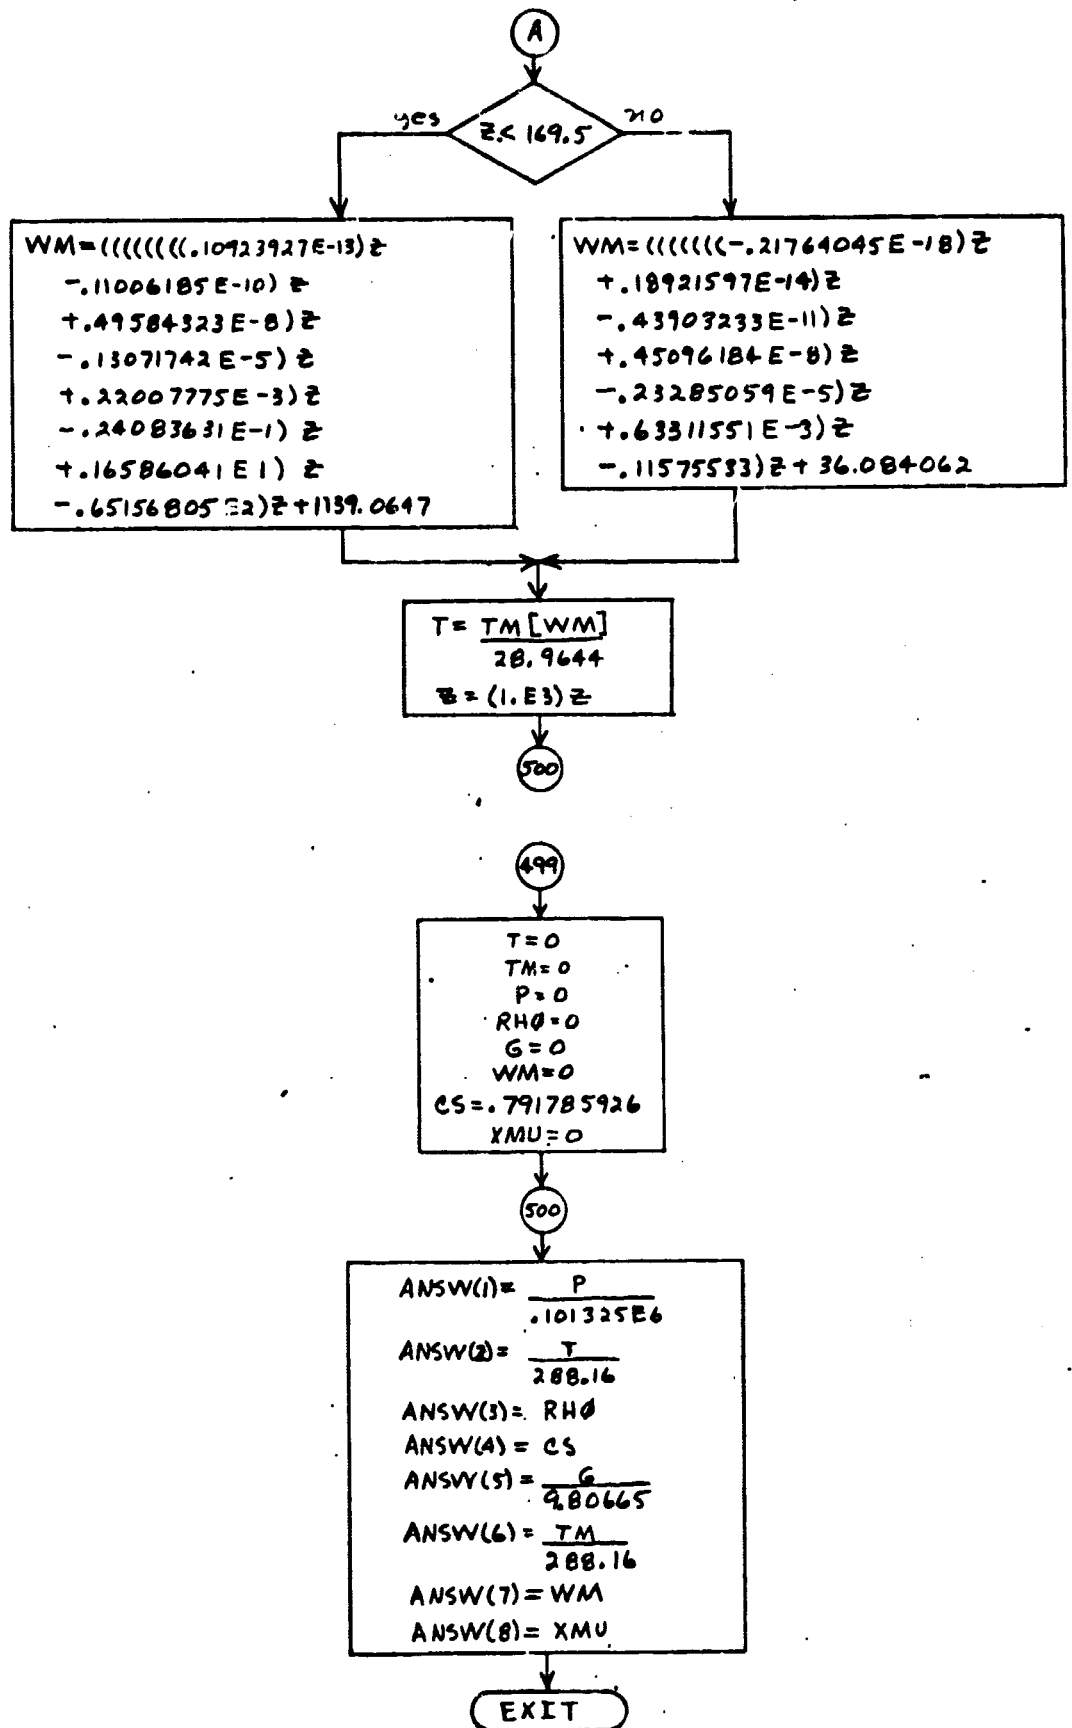 A
yes
Z < 169.5
no
WM=((((((((.10923927E-13)Z
-.11006185E-10) Z
+.49584323E-8) Z
-.13071742E-5) Z
+.22007775E-3) Z
-.24083631E-1) Z
+.16586041E1) Z
-.65156805E2)Z+1139.0647
WM=(((((((-.21764045E-18)Z
+.18921597E-14)Z
-.43903233E-11)Z
+.45096184E-8)Z
-.23285059E-5)Z
+.63311551E-3)Z
-.11575533)Z+36.084062
T= TM[WM]
28.9644
Z=(1.E3)Z
500
499
T=0
TM=0
P=0
RHØ=0
G=0
WM=0
CS=.791785926
XMU=0
500
ANSW(1)= P
.101325E6
ANSW(2)= T
288.16
ANSW(3)= RHØ
ANSW(4)= CS
ANSW(5)= G
9.80665
ANSW(6)= TM
288.16
ANSW(7)=WM
ANSW(8)= XMU
EXIT